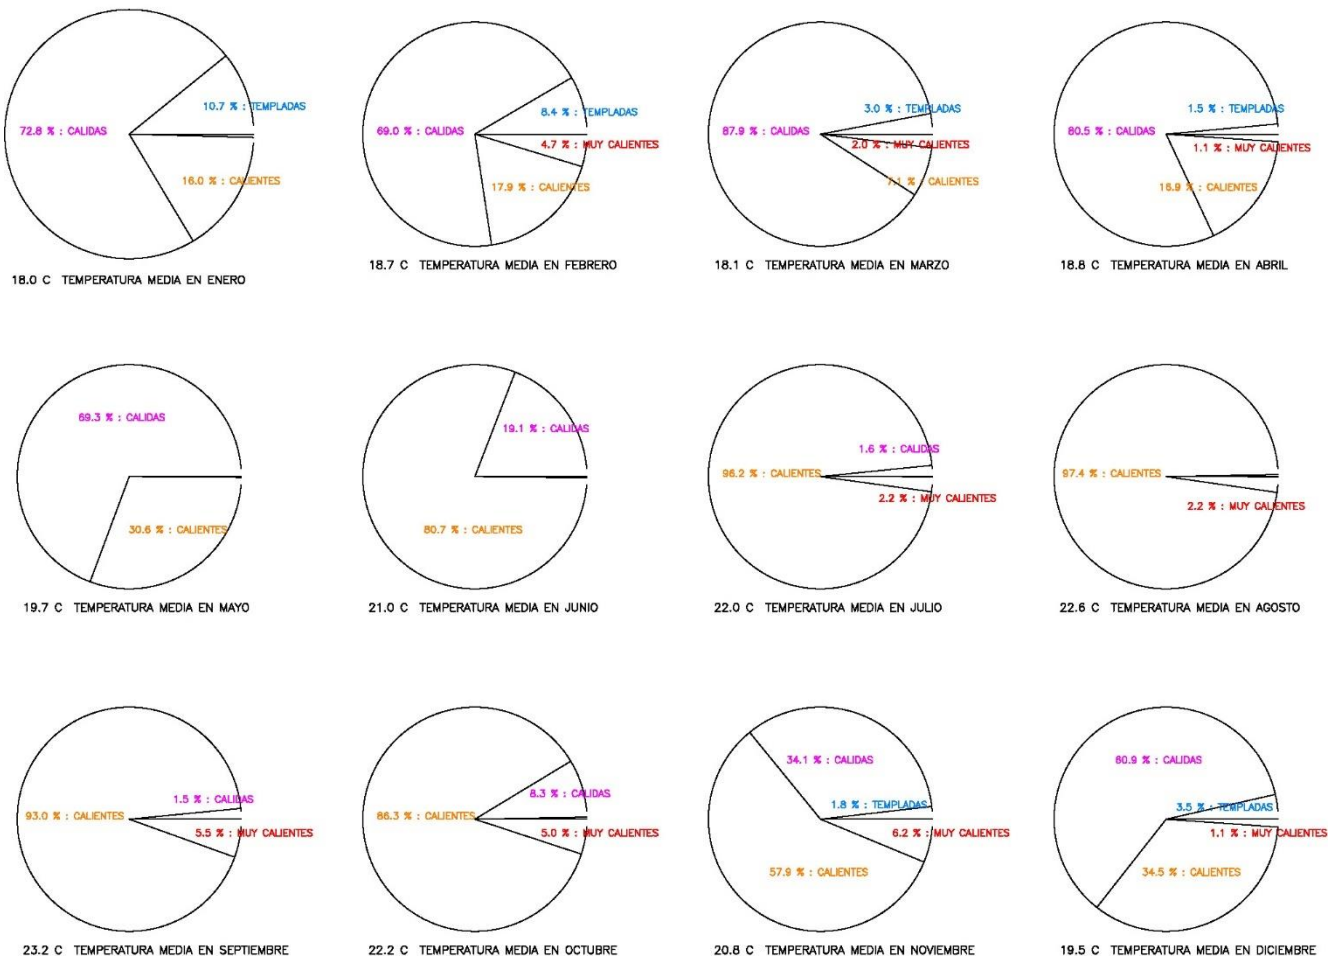 10.7 % : TEMPLADAS
72.8 % : CALIDAS
16.0 % : CALIENTES
18.0 C TEMPERATURA MEDIA EN ENERO
8.4 % : TEMPLADAS
69.0 % : CALIDAS
4.7 % : MUY CALIENTES
17.9 % : CALIENTES
18.7 C TEMPERATURA MEDIA EN FEBRERO
3.0 % : TEMPLADAS
87.9 % : CALIDAS
2.0 % : MUY CALIENTES
7.1 % : CALIENTES
18.1 C TEMPERATURA MEDIA EN MARZO
1.5 % : TEMPLADAS
80.5 % : CALIDAS
1.1 % : MUY CALIENTES
16.9 % : CALIENTES
18.8 C TEMPERATURA MEDIA EN ABRIL
69.3 % : CALIDAS
30.6 % : CALIENTES
19.7 C TEMPERATURA MEDIA EN MAYO
19.1 % : CALIDAS
80.7 % : CALIENTES
21.0 C TEMPERATURA MEDIA EN JUNIO
1.6 % : CALIDAS
96.2 % : CALIENTES
2.2 % : MUY CALIENTES
22.0 C TEMPERATURA MEDIA EN JULIO
97.4 % : CALIENTES
2.2 % : MUY CALIENTES
22.6 C TEMPERATURA MEDIA EN AGOSTO
1.5 % : CALIDAS
93.0 % : CALIENTES
5.5 % : MUY CALIENTES
23.2 C TEMPERATURA MEDIA EN SEPTIEMBRE
8.3 % : CALIDAS
86.3 % : CALIENTES
5.0 % : MUY CALIENTES
22.2 C TEMPERATURA MEDIA EN OCTUBRE
34.1 % : CALIDAS
1.8 % : TEMPLADAS
6.2 % : MUY CALIENTES
57.9 % : CALIENTES
20.8 C TEMPERATURA MEDIA EN NOVIEMBRE
60.9 % : CALIDAS
3.5 % : TEMPLADAS
1.1 % : MUY CALIENTES
34.5 % : CALIENTES
19.5 C TEMPERATURA MEDIA EN DICIEMBRE